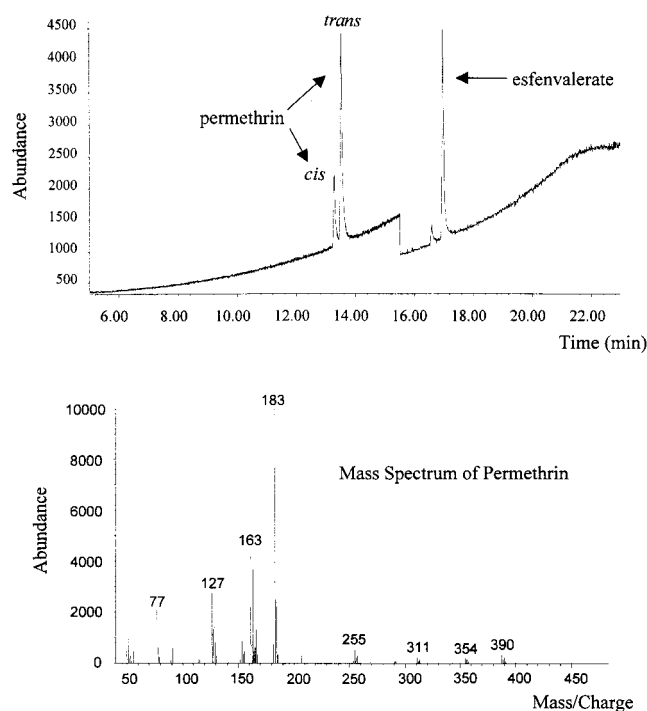 Abundance
4500
4000
3500
3000
2500
2000
1500
1000
500
trans
permethrin
cis
esfenvalerate
6.00 8.00 10.00 12.00 14.00 16.00 18.00 20.00 22.00
Time (min)
Mass Spectrum of Permethrin
Abundance
10000
8000
6000
4000
2000
0
77
127
163
183
255
311
354
390
50 100 150 200 250 300 350 400 450
Mass/Charge